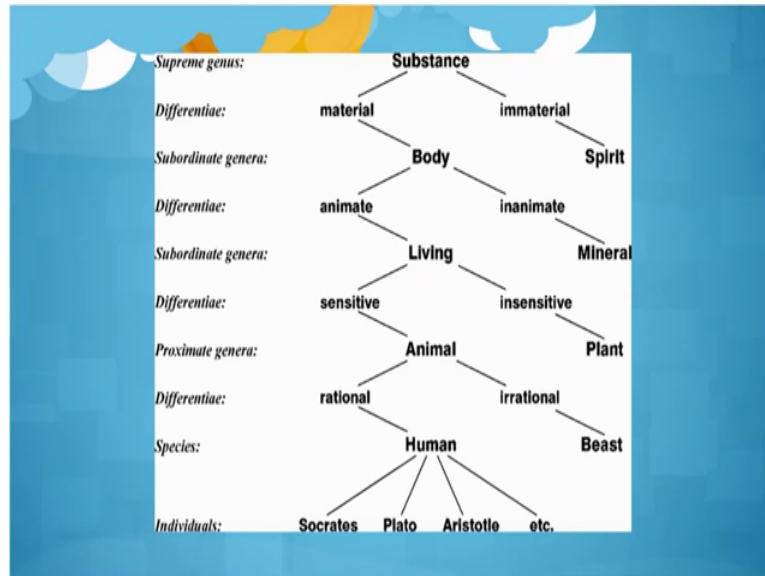 Supreme genus: Substance
Differentiae: material immaterial
Subordinate genera: Body Spirit
Differentiae: animate inanimate
Subordinate genera: Living Mineral
Differentiae: sensitive insensitive
Proximate genera: Animal Plant
Differentiae: rational irrational
Species: Human Beast
Individuals: Socrates Plato Aristotle etc.